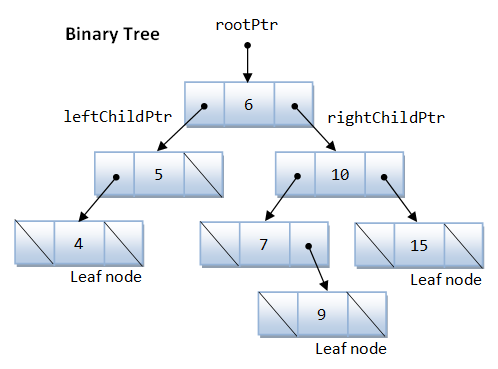 rootPtr
Binary Tree
6
leftChildPtr
rightChildPtr
5
10
4
7
15
Leaf node
Leaf node
9
Leaf node